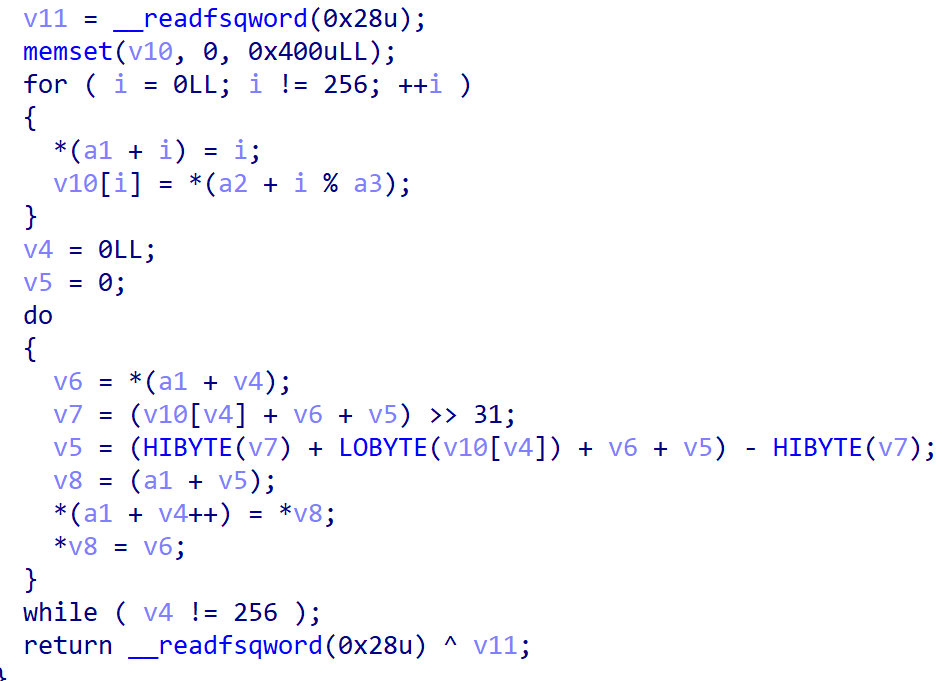 v11 = __readfsqword(0x28u);
memset(v10, 0, 0x400uLL);
for ( i = 0LL; i != 256; ++i )
{
*(a1 + i) = i;
v10[i] = *(a2 + i % a3);
}
v4 = 0LL;
v5 = 0;
do
{
v6 = *(a1 + v4);
v7 = (v10[v4] + v6 + v5) >> 31;
v5 = (HIBYTE(v7) + LOBYTE(v10[v4]) + v6 + v5) - HIBYTE(v7);
v8 = (a1 + v5);
*(a1 + v4++) = *v8;
*v8 = v6;
}
while ( v4 != 256 );
return __readfsqword(0x28u) ^ v11;
}